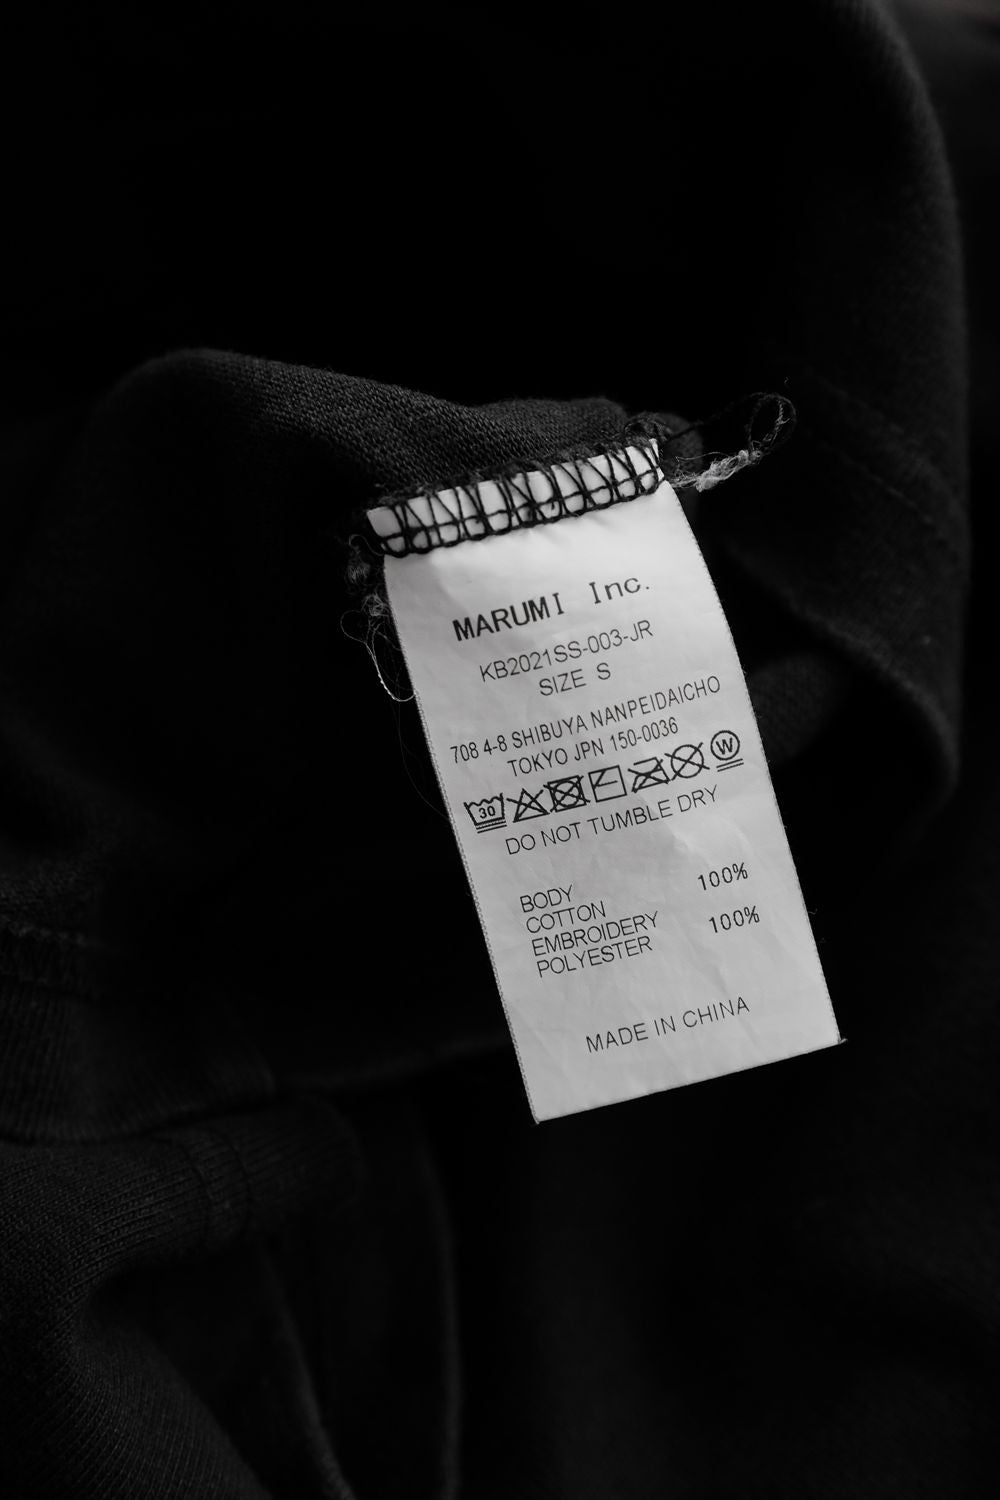 MARUMI Inc.
KB2021SS-003-JR
SIZE S
708 4-8 SHIBUYA NANPEIDAICHO
TOKYO JPN 150-0036
30 W
DO NOT TUMBLE DRY
BODY 100%
COTTON
EMBROIDERY 100%
POLYESTER
MADE IN CHINA